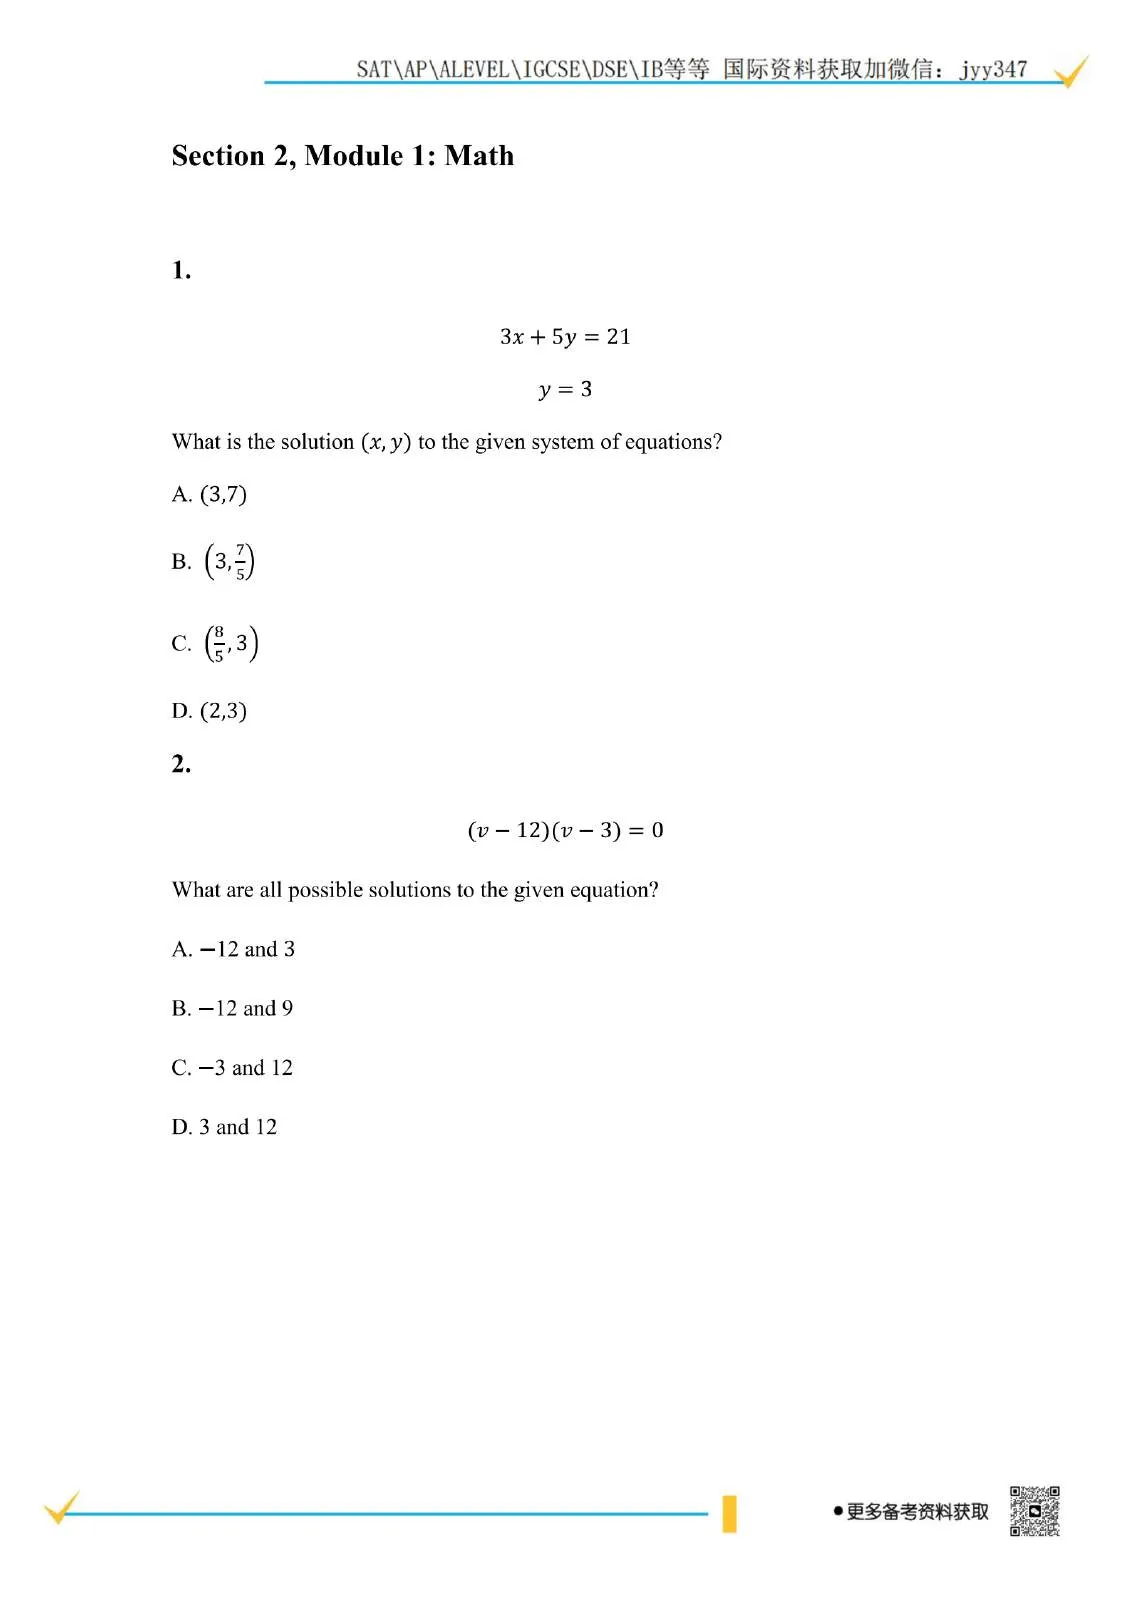 SAT\AP\ALEVEL\IGCSE\DSE\IB等等 国际资料获取加微信: jyy347
Section 2, Module 1: Math
1.
3x + 5y = 21
y = 3
What is the solution (x, y) to the given system of equations?
A. (3,7)
B. (3, 7/5)
C. (8/5, 3)
D. (2,3)
2.
(v − 12)(v − 3) = 0
What are all possible solutions to the given equation?
A. −12 and 3
B. −12 and 9
C. −3 and 12
D. 3 and 12
●更多备考资料获取